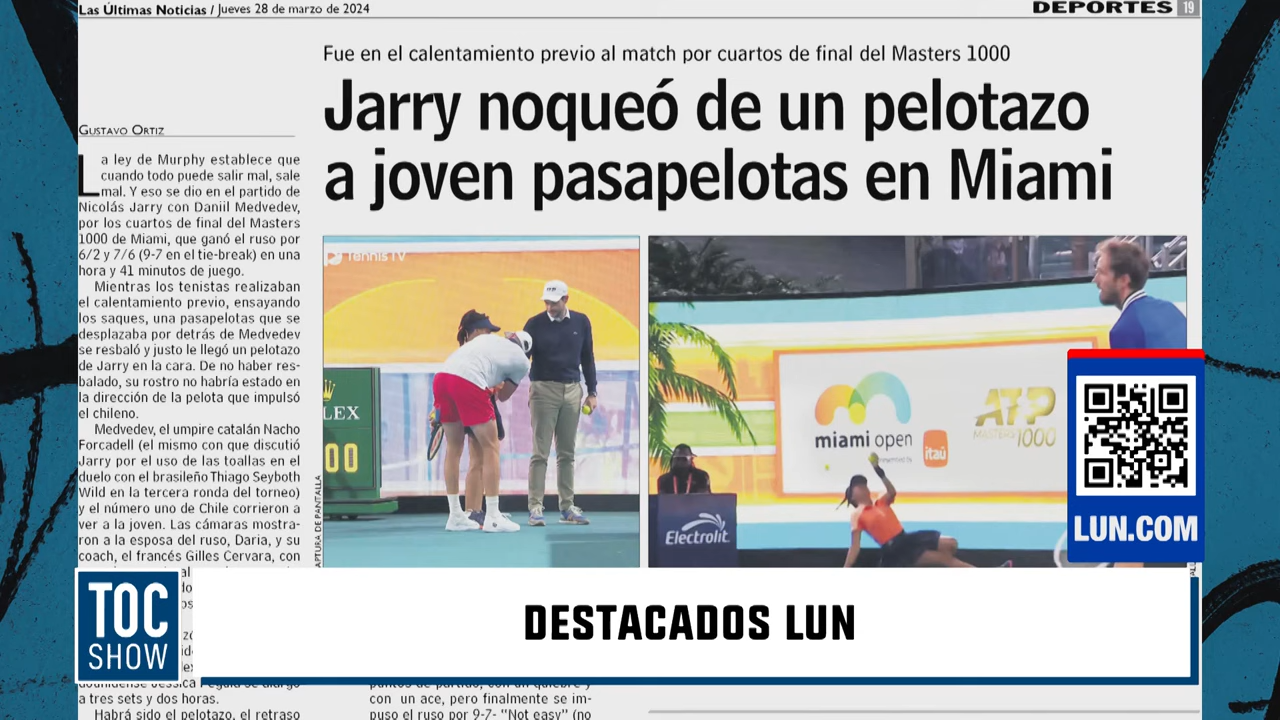 Las Últimas Noticias / Jueves 28 de marzo de 2024
DEPORTES 19
Fue en el calentamiento previo al match por cuartos de final del Masters 1000
Jarry noqueó de un pelotazo
a joven pasapelotas en Miami
GUSTAVO ORTIZ
La ley de Murphy establece que
cuando todo puede salir mal, sale
mal. Y eso se dio en el partido de
Nicolás Jarry con Daniil Medvedev,
por los cuartos de final del Masters
1000 de Miami, que ganó el ruso por
6/2 y 7/6 (9-7 en el tie-break) en una
hora y 41 minutos de juego.
Mientras los tenistas realizaban
el calentamiento previo, ensayando
los saques, una pasapelotas que se
desplazaba por detrás de Medvedev
se resbaló y justo le llegó un pelotazo
de Jarry en la cara. De no haber res-
balado, su rostro no habría estado en
la dirección de la pelota que impulsó
el chileno.
Medvedev, el umpire catalán Nacho
Forcadell (el mismo con que discutió
Jarry por el uso de las toallas en el
duelo con el brasileño Thiago Seyboth
Wild en la tercera ronda del torneo)
y el número uno de Chile corrieron a
ver a la joven. Las cámaras mostra-
ron a la esposa del ruso, Daria, y su
coach, el francés Gilles Cervara, con
a tres sets y dos horas.
Habrá sido el pelotazo, el retraso
con un ace, pero finalmente se im-
puso el ruso por 9-7- "Not easy" (no
TennisTV
ATP
LEX
00
APTURA DE PANTALLA
miami open
presented by
itaú
ATP
MASTERS 1000
Electrolit
LUN.COM
TOC
SHOW
DESTACADOS LUN